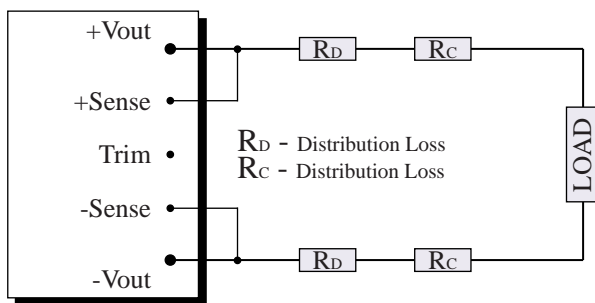 +Vout
RD
RC
+Sense
Trim
RD - Distribution Loss
RC - Distribution Loss
LOAD
-Sense
-Vout
RD
RC